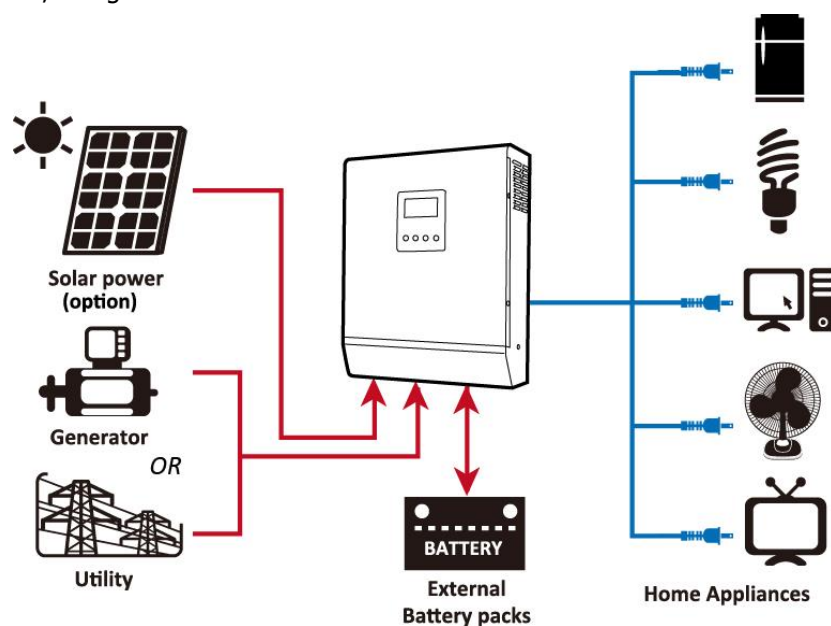 Solar power
(option)
Generator
OR
Utility
BATTERY
External
Battery packs
Home Appliances